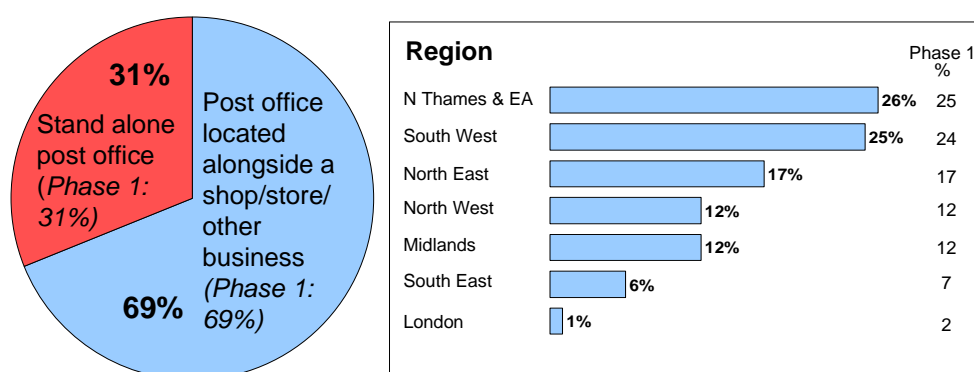 31%
Stand alone
post office
(Phase 1:
31%)
Post office
located
alongside a
shop/store/
other
business
(Phase 1:
69%)
69%
Region
Phase 1
%
N Thames & EA 26% 25
South West 25% 24
North East 17% 17
North West 12% 12
Midlands 12% 12
South East 6% 7
London 1% 2